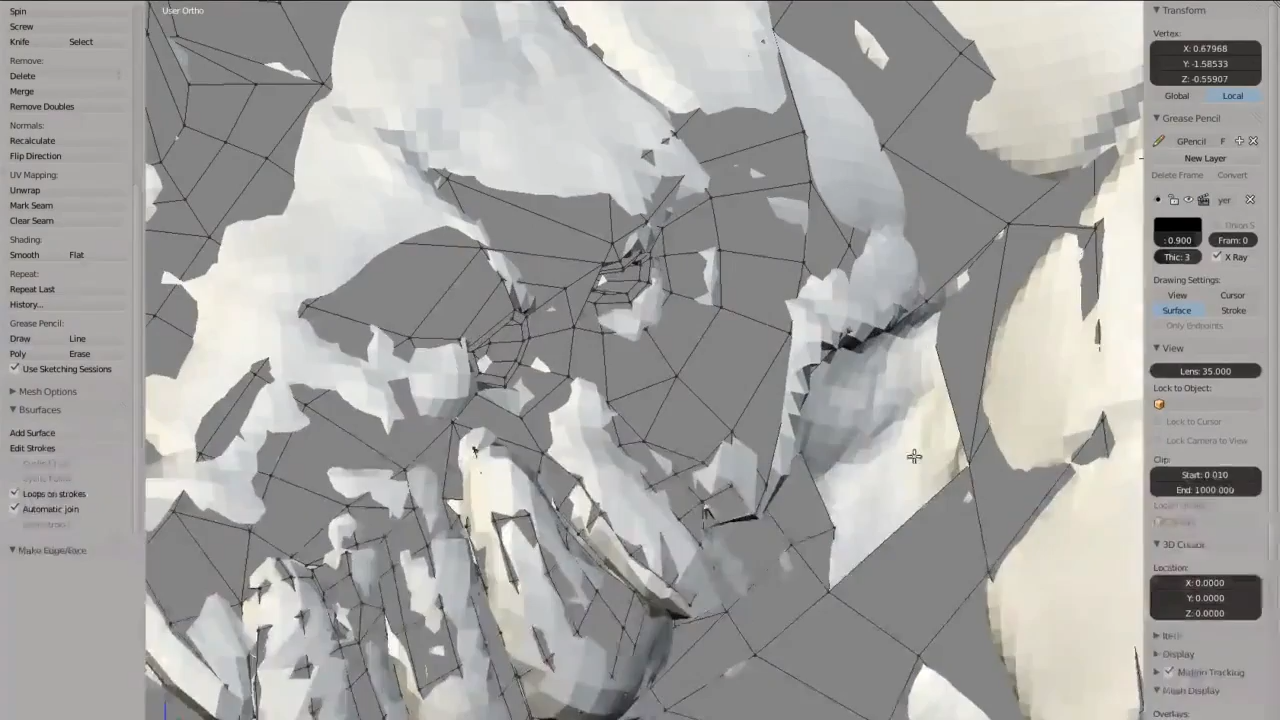 Spin
Screw
Knife Select
Remove:
Delete
Merge
Remove Doubles
Normals:
Recalculate
Flip Direction
UV Mapping:
Unwrap
Mark Seam
Clear Seam
Shading:
Smooth Flat
Repeat:
Repeat Last
History...
Grease Pencil:
Draw Line
Poly Erase
Use Sketching Sessions
Mesh Options
Bsurfaces
Add Surface
Edit Strokes
Loops on strokes
Automatic join
Make Edge/Face
User Ortho
Transform
Vertex:
X: 0.67968
Y: -1.58533
Z: -0.55907
Global Local
Grease Pencil
GPencil F
New Layer
Delete Frame Convert
yer
: 0.900 Fram: 0
Thic: 3 X Ray
Drawing Settings:
View Cursor
Surface Stroke
Only Endpoints
View
Lens: 35.000
Lock to Object:
Lock to Cursor
Lock Camera to View
Clip:
Start: 0.010
End: 1000.000
3D Cursor
Location:
X: 0.0000
Y: 0.0000
Z: 0.0000
Item
Display
Motion Tracking
Mesh Display
Overlays: